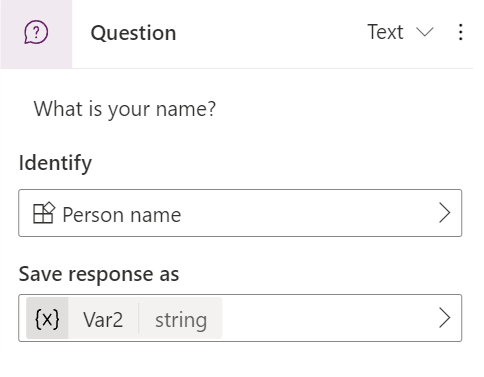 Question Text
What is your name?
Identify
Person name
Save response as
{x} Var2 string